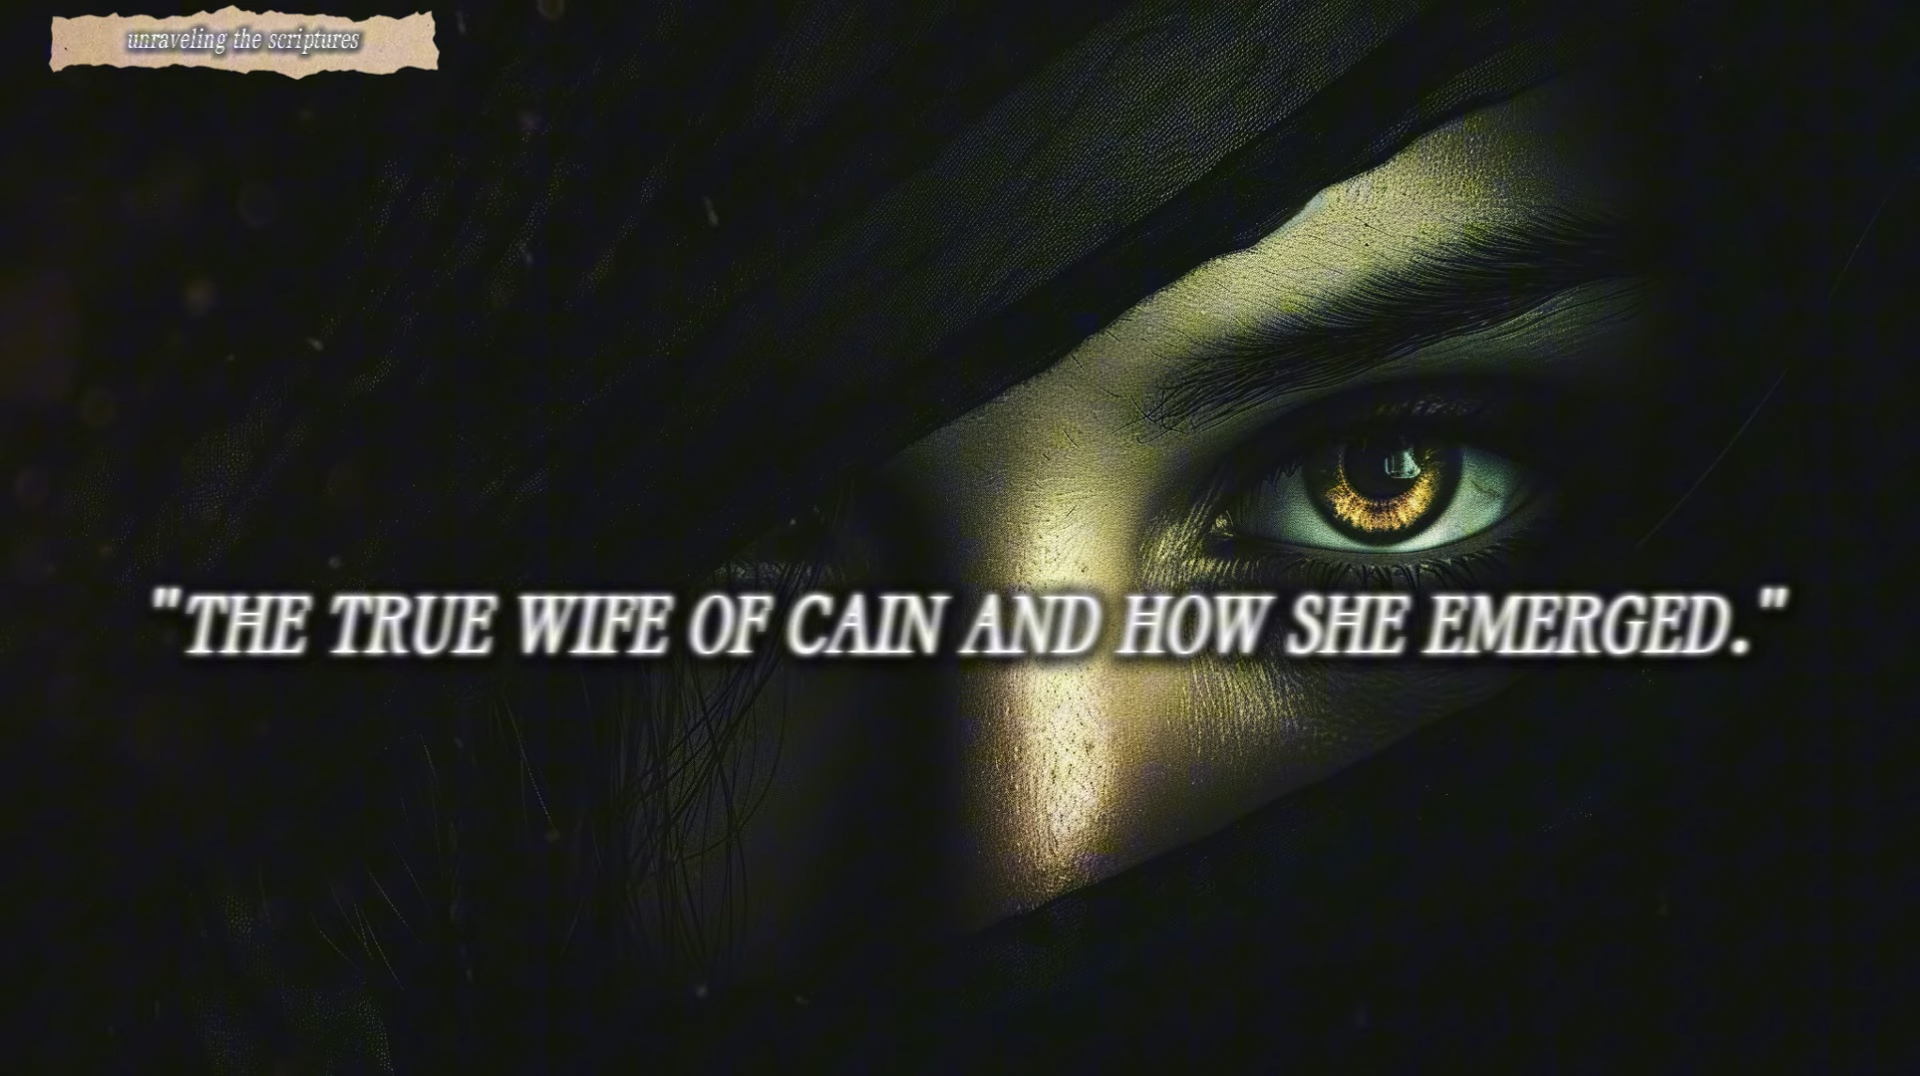 unraveling the scriptures
"THE TRUE WIFE OF CAIN AND HOW SHE EMERGED."